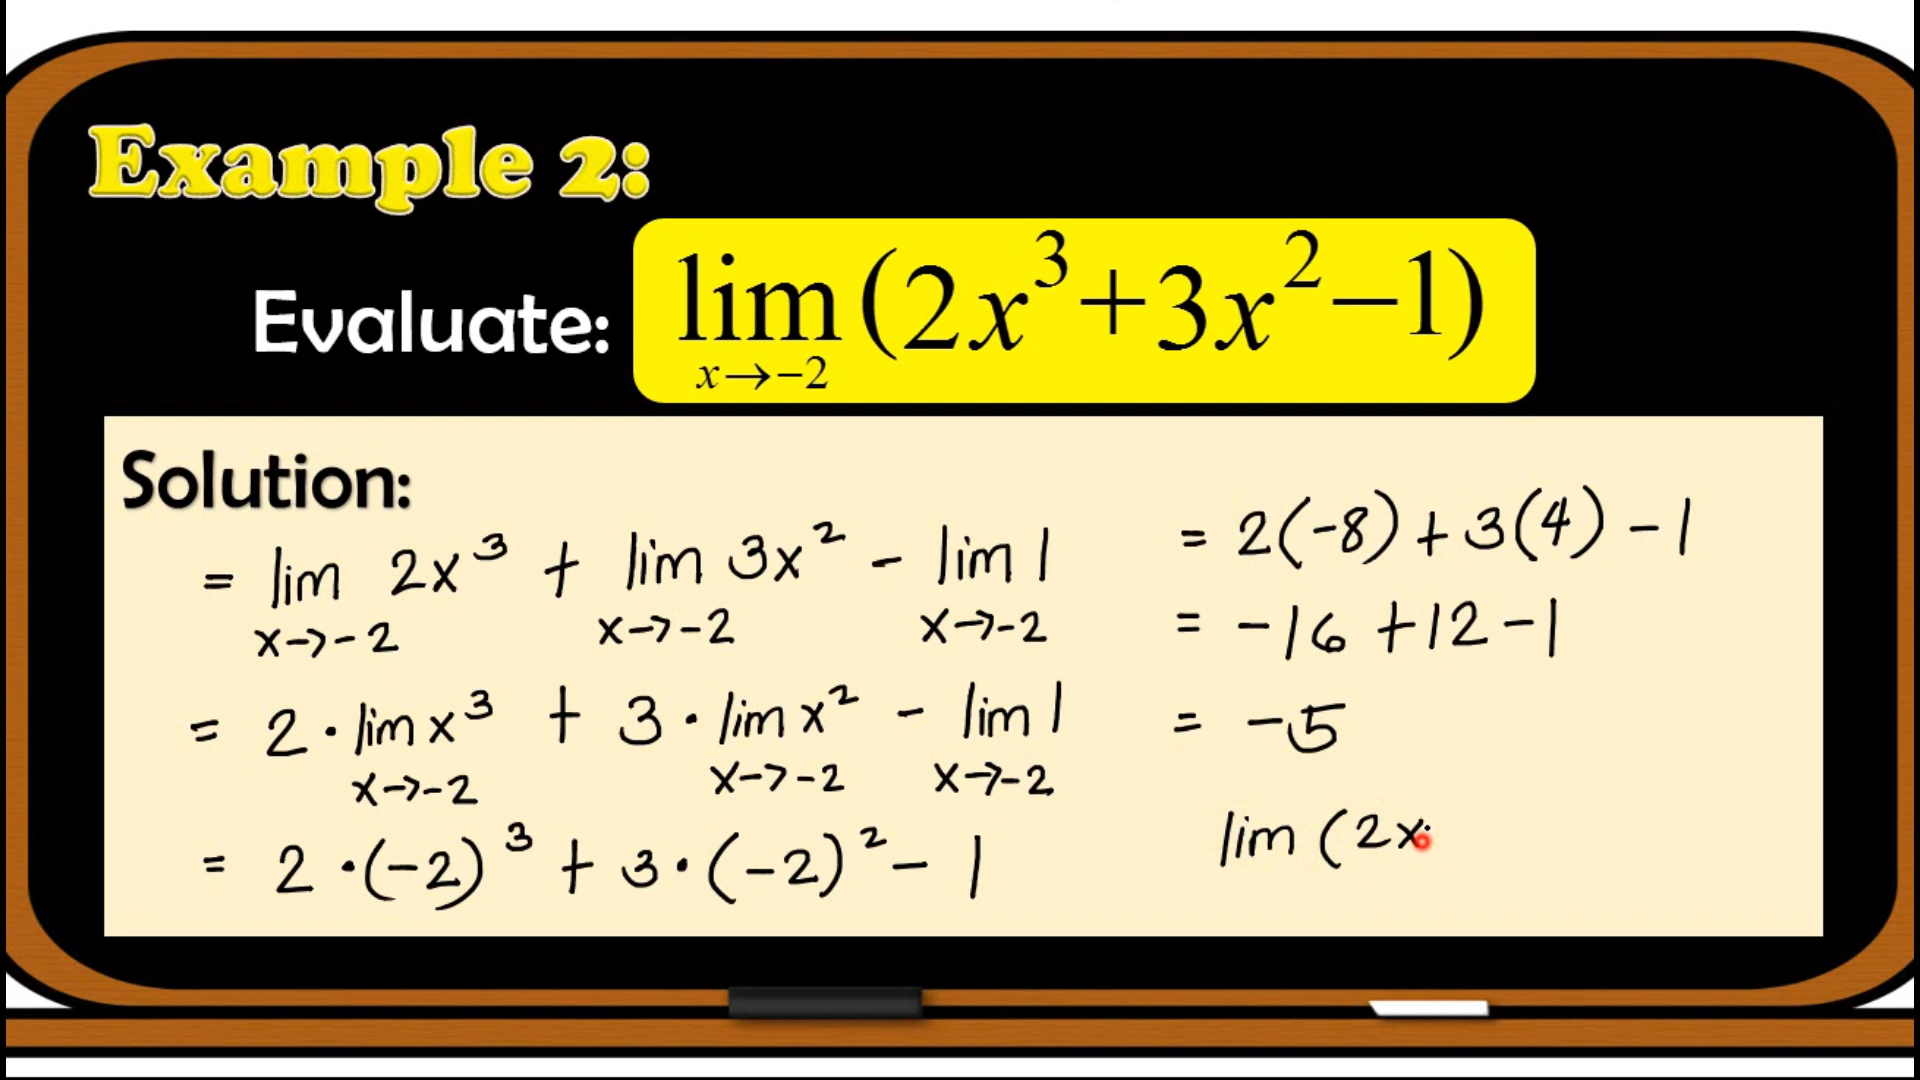 Example 2:
Evaluate: lim (2x³+3x²−1)
x→−2
Solution:
= lim 2x³ + lim 3x² - lim 1
x→-2 x→-2 x→-2
= 2 · lim x³ + 3 · lim x² - lim 1
x→-2 x→-2 x→-2
= 2 · (-2)³ + 3 · (-2)² - 1
= 2(-8) + 3(4) - 1
= -16 + 12 - 1
= -5
lim (2x